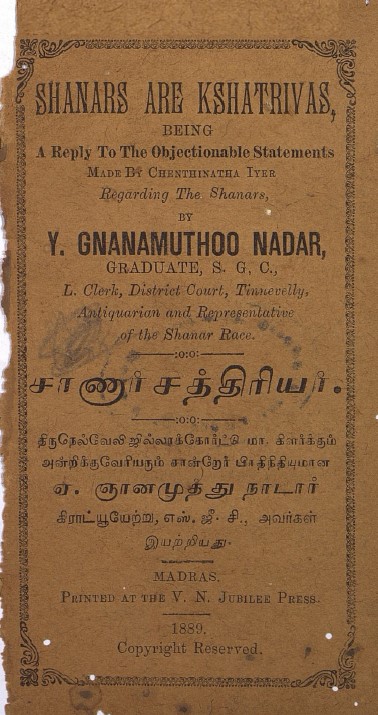 SHANARS ARE KSHATRIVAS,
BEING
A Reply To The Objectionable Statements
MADE BY CHENTHINATHA IYER
Regarding The Shanars,
BY
Y. GNANAMUTHOO NADAR,
GRADUATE, S. G, C.,
L. Clerk, District Court, Tinnevelly,
Antiquarian and Representative
of the Shanar Race.
:o:o:
சாணார் சத்திரியர்.
:o:o:
திருநெல்வேலி ஜில்லாக்கோர்ட்டு மா. கிளர்க்கும்
அன்றிக்குவேரியரும் சான்றோர் பிரதிநிதியுமான
ஏ. ஞானமுத்து நாடார்
கிராட்யூயேற்று, எஸ். ஜீ. சி., அவர்கள்
இயற்றியது.
MADRAS.
PRINTED AT THE V. N. JUBILEE PRESS.
1889.
Copyright Reserved.